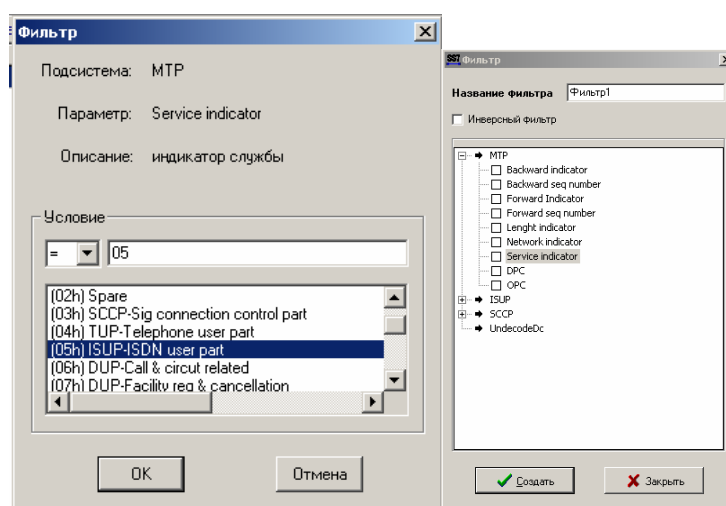 Фильтр
Подсистема: MTP
Параметр: Service indicator
Описание: индикатор службы
Условие
= 05
(02h) Spare
(03h) SCCP-Sig connection control part
(04h) TUP-Telephone user part
(05h) ISUP-ISDN user part
(06h) DUP-Call & circut related
(07h) DUP-Facility reg & cancellation
OK Отмена
SS7 Фильтр
Название фильтра Фильтр1
Инверсный фильтр
MTP
Backward indicator
Backward seq number
Forward Indicator
Forward seq number
Lenght indicator
Network indicator
Service indicator
DPC
OPC
ISUP
SCCP
UndecodeDc
Создать Закрыть